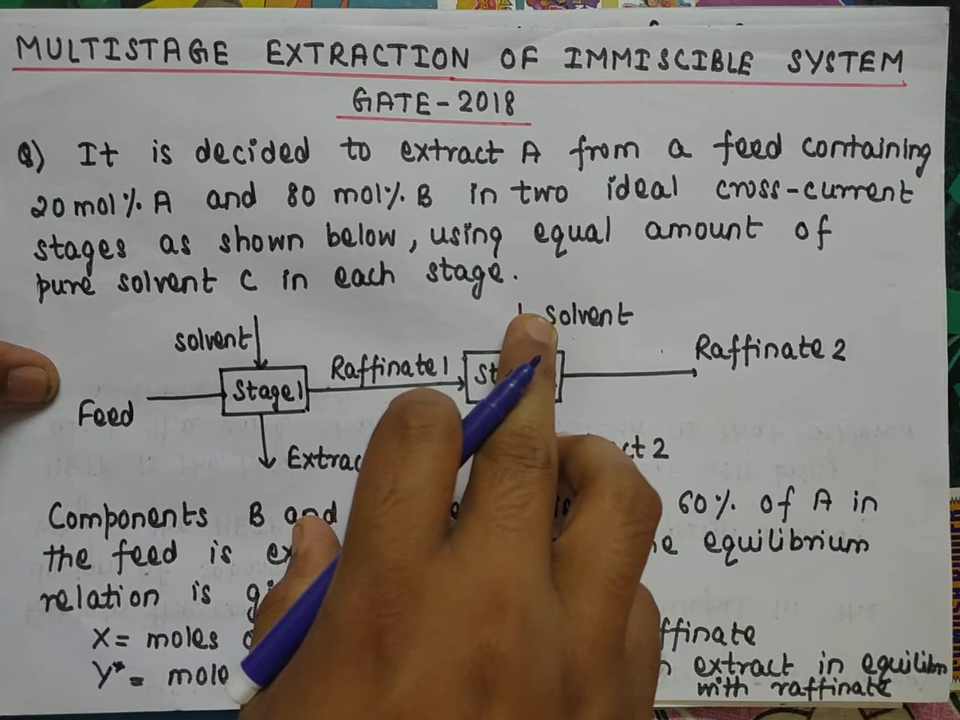 MULTISTAGE EXTRACTION OF IMMISCIBLE SYSTEM
GATE-2018
Q) It is decided to extract A from a feed containing
20 mol% A and 80 mol% B in two ideal cross-current
stages as shown below, using equal amount of
pure solvent C in each stage.
solvent
solvent
Raffinate 1
Raffinate 2
Stage 1
St
Feed
Extrac
ct 2
Components B and 60% of A in
the feed is ex equilibrium
relation is
X = moles ffinate
Y* = mole extract in equilibm
with raffinate